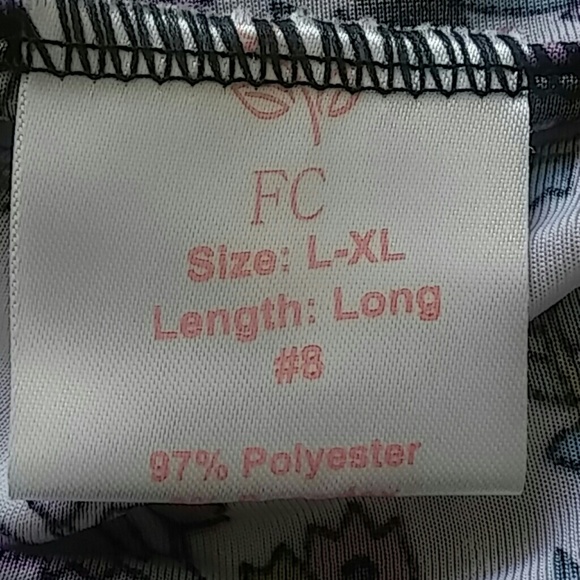 FC
Size: L-XL
Length: Long
#8
97% Polyester